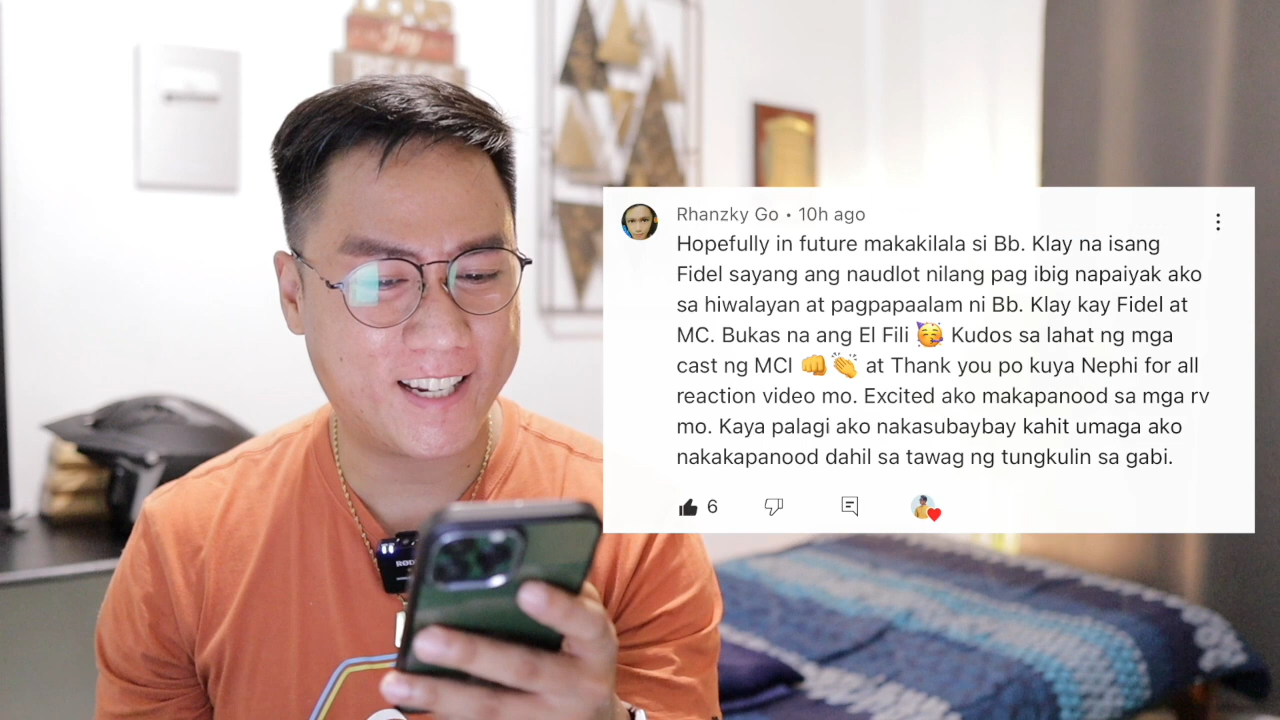 Joy
Rhanzky Go • 10h ago
Hopefully in future makakilala si Bb. Klay na isang
Fidel sayang ang naudlot nilang pag ibig napaiyak ako
sa hiwalayan at pagpapaalam ni Bb. Klay kay Fidel at
MC. Bukas na ang El Fili 🥳 Kudos sa lahat ng mga
cast ng MCI 👊👏 at Thank you po kuya Nephi for all
reaction video mo. Excited ako makapanood sa mga rv
mo. Kaya palagi ako nakasubaybay kahit umaga ako
nakakapanood dahil sa tawag ng tungkulin sa gabi.
6